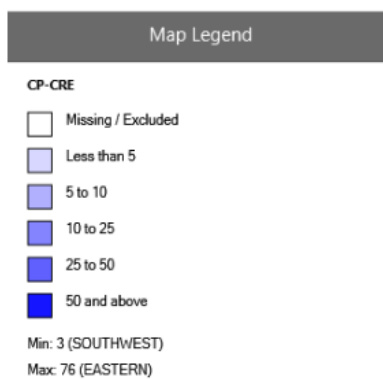 Map Legend
CP-CRE
Missing / Excluded
Less than 5
5 to 10
10 to 25
25 to 50
50 and above
Min: 3 (SOUTHWEST)
Max: 76 (EASTERN)